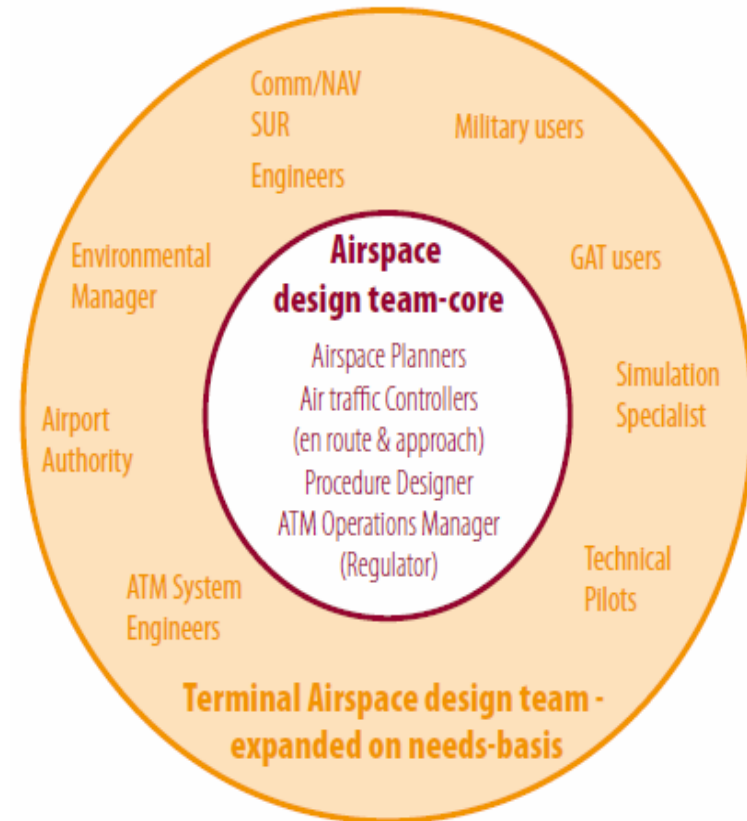 Comm/NAV
SUR
Engineers
Military users
Environmental
Manager
GAT users
Airspace
design team-core
Airspace Planners
Air traffic Controllers
(en route & approach)
Procedure Designer
ATM Operations Manager
(Regulator)
Simulation
Specialist
Airport
Authority
Technical
Pilots
ATM System
Engineers
Terminal Airspace design team -
expanded on needs-basis